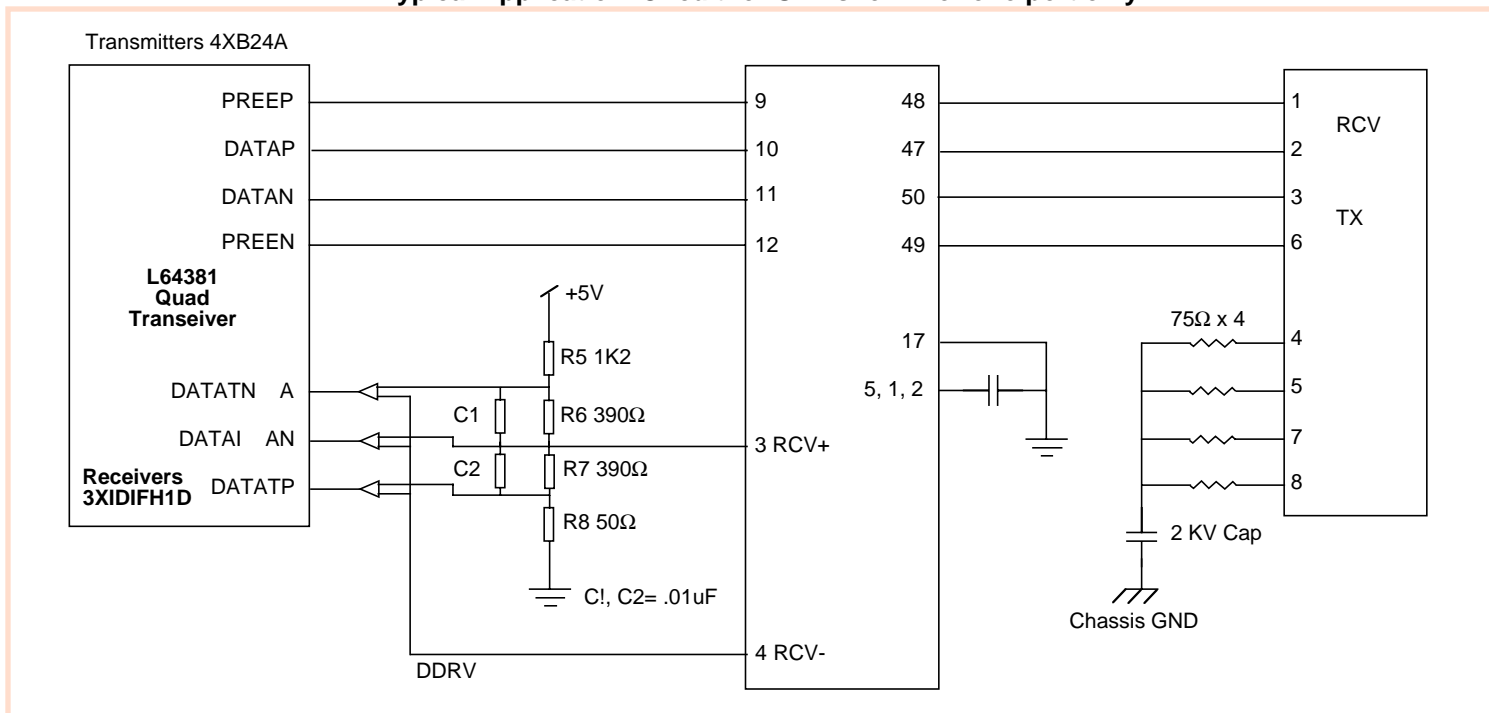 Transmitters 4XB24A
PREEP
DATAP
DATAN
PREEN
L64381
Quad
Transeiver
DATATN A
DATAI AN
Receivers
3XIDIFH1D
DATATP
+5V
R5 1K2
C1
R6 390Ω
C2
R7 390Ω
R8 50Ω
C!, C2= .01uF
DDRV
9
10
11
12
3 RCV+
4 RCV-
48
47
50
49
17
5, 1, 2
1
RCV
2
3
TX
6
75Ω x 4
4
5
7
8
2 KV Cap
Chassis GND